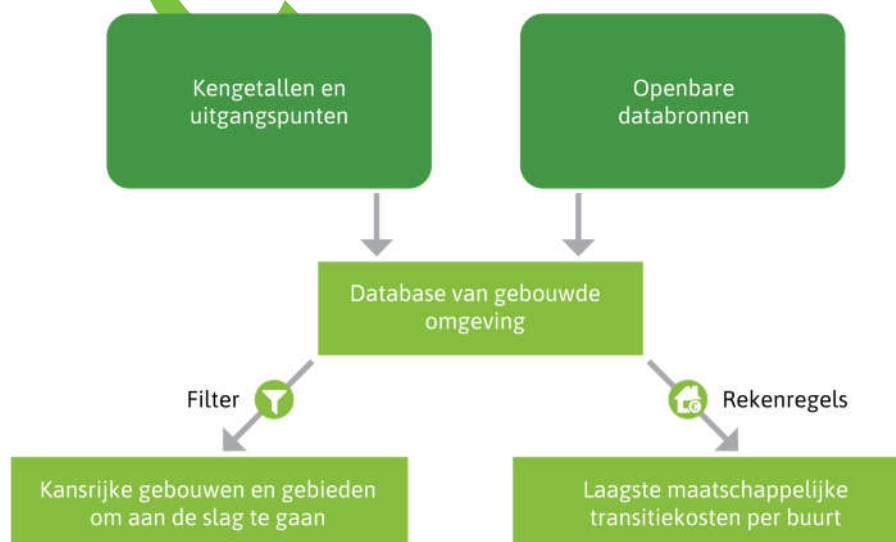 Kengetallen en
uitgangspunten
Openbare
databronnen
Database van gebouwde
omgeving
Filter
Rekenregels
Kansrijke gebouwen en gebieden
om aan de slag te gaan
Laagste maatschappelijke
transitiekosten per buurt